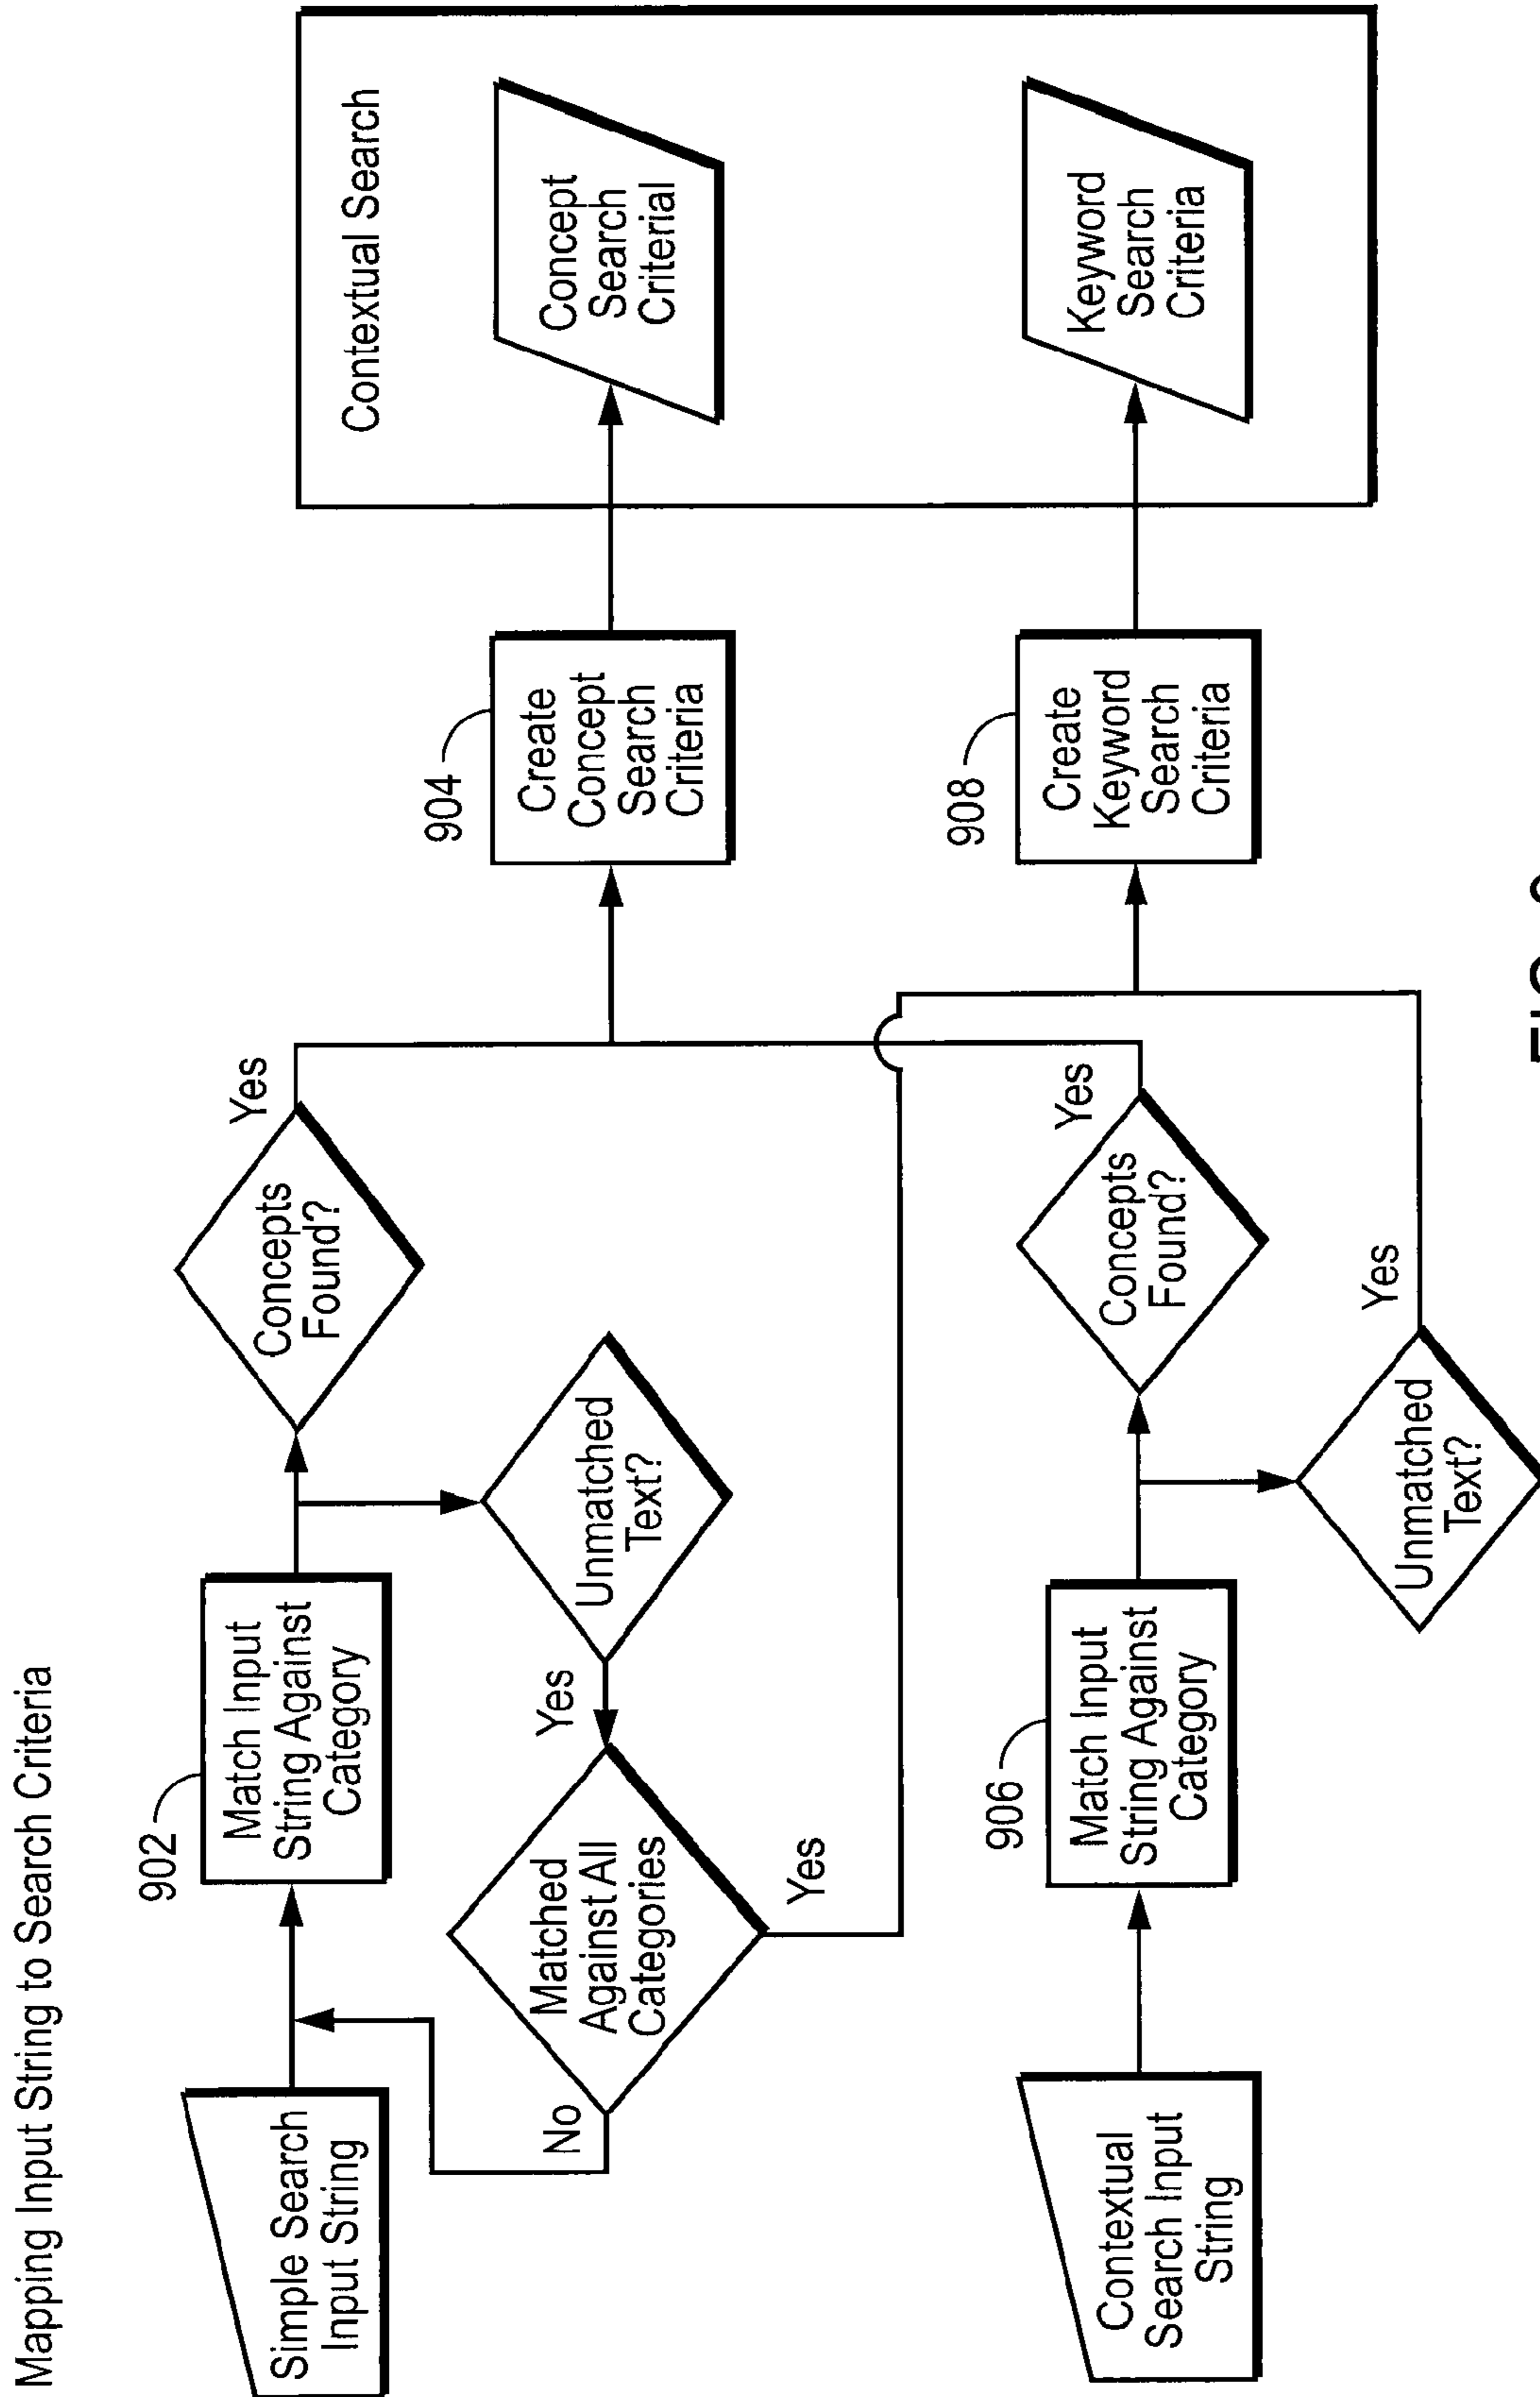 Mapping Input String to Search Criteria
Simple Search
Input String
902
Match Input
String Against
Category
Concepts
Found?
Yes
Unmatched
Text?
Yes
Matched
Against All
Categories
No
Yes
904
Create
Concept
Search
Criteria
Contextual Search
Concept
Search
Criterial
Contextual
Search Input
String
906
Match Input
String Against
Category
Concepts
Found?
Yes
Unmatched
Text?
Yes
908
Create
Keyword
Search
Criteria
Keyword
Search
Criteria